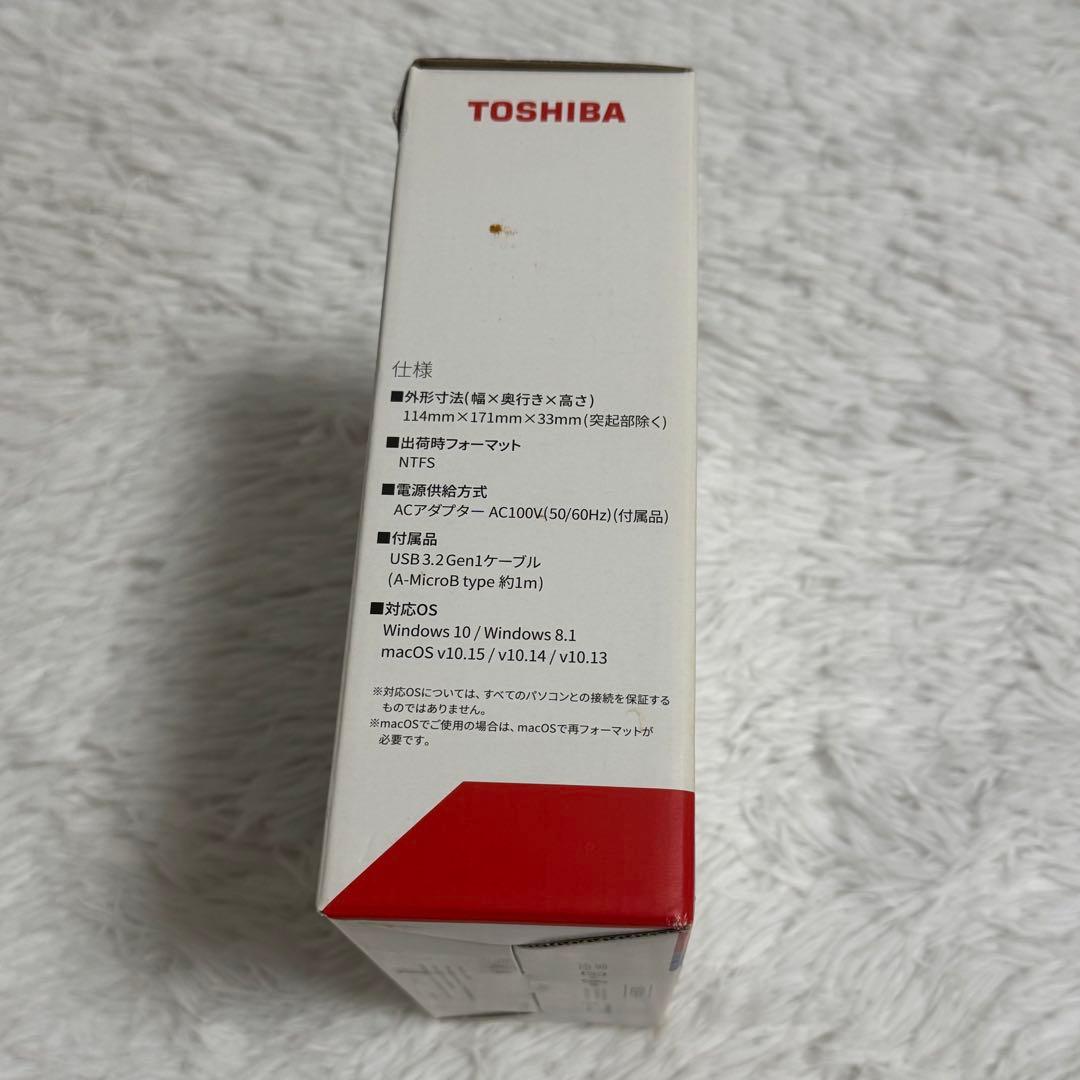 TOSHIBA
仕様
■外形寸法(幅×奥行き×高さ)
114mm×171mm×33mm(突起部除く)
■出荷時フォーマット
NTFS
■電源供給方式
ACアダプター AC100V(50/60Hz)(付属品)
■付属品
USB3.2Gen1ケーブル
(A-MicroB type 約1m)
■対応OS
Windows 10 / Windows 8.1
macOS v10.15 / v10.14 / v10.13
※対応OSについては、すべてのパソコンとの接続を保証する
ものではありません。
※macOSでご使用の場合は、macOSで再フォーマットが
必要です。